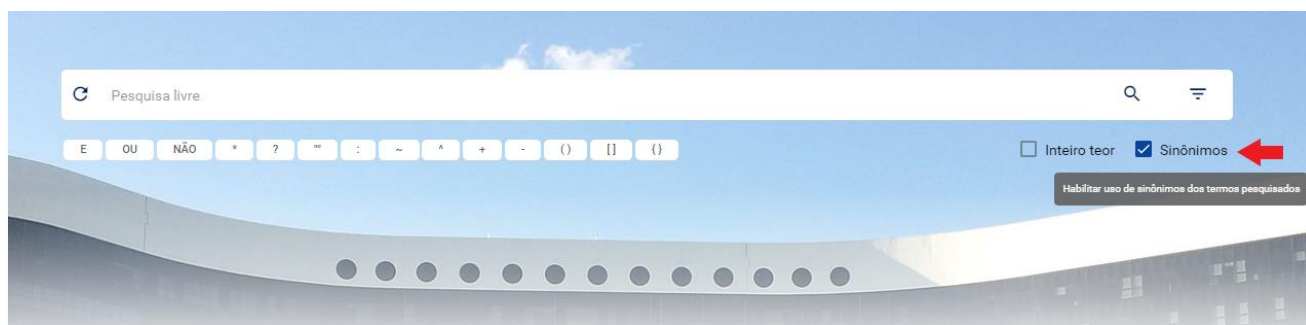 Pesquisa livre
E OU NÃO * ? "" : ~ ^ + - () [] {} Inteiro teor Sinônimos
Habilitar uso de sinônimos dos termos pesquisados